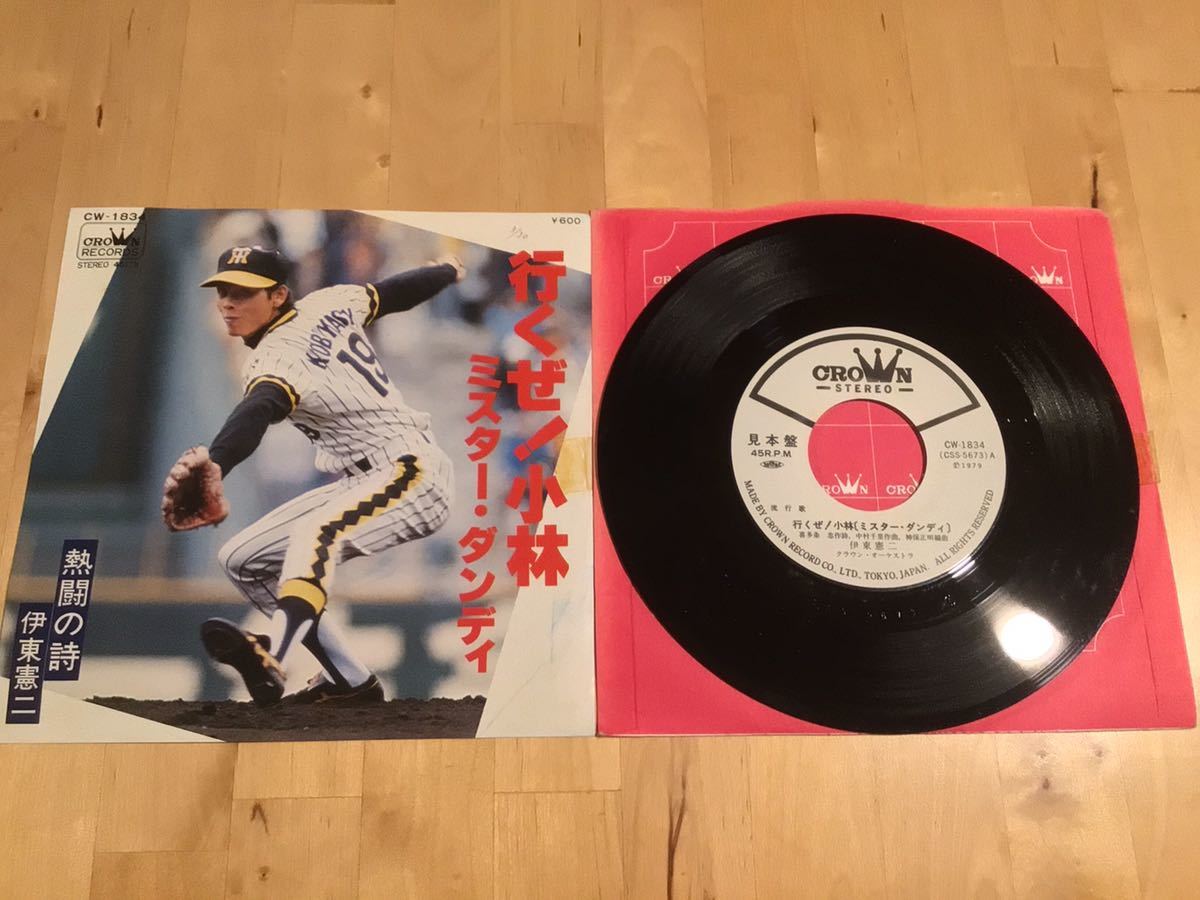 CW-1834
CROWN
RECORDS
STEREO
¥600
行くぜ!小林
ミスター・ダンディ
熱闘の詩
伊東憲二
19
CROWN
STEREO
見本盤
45R.P.M
CW-1834
(CSS-5673)A
Ⓟ1979
流行歌
行くぜ!小林〔ミスター・ダンディ〕
伊東憲二
クラウン・オーケストラ
MADE BY CROWN RECORD CO., LTD., TOKYO, JAPAN. ALL RIGHTS RESERVED